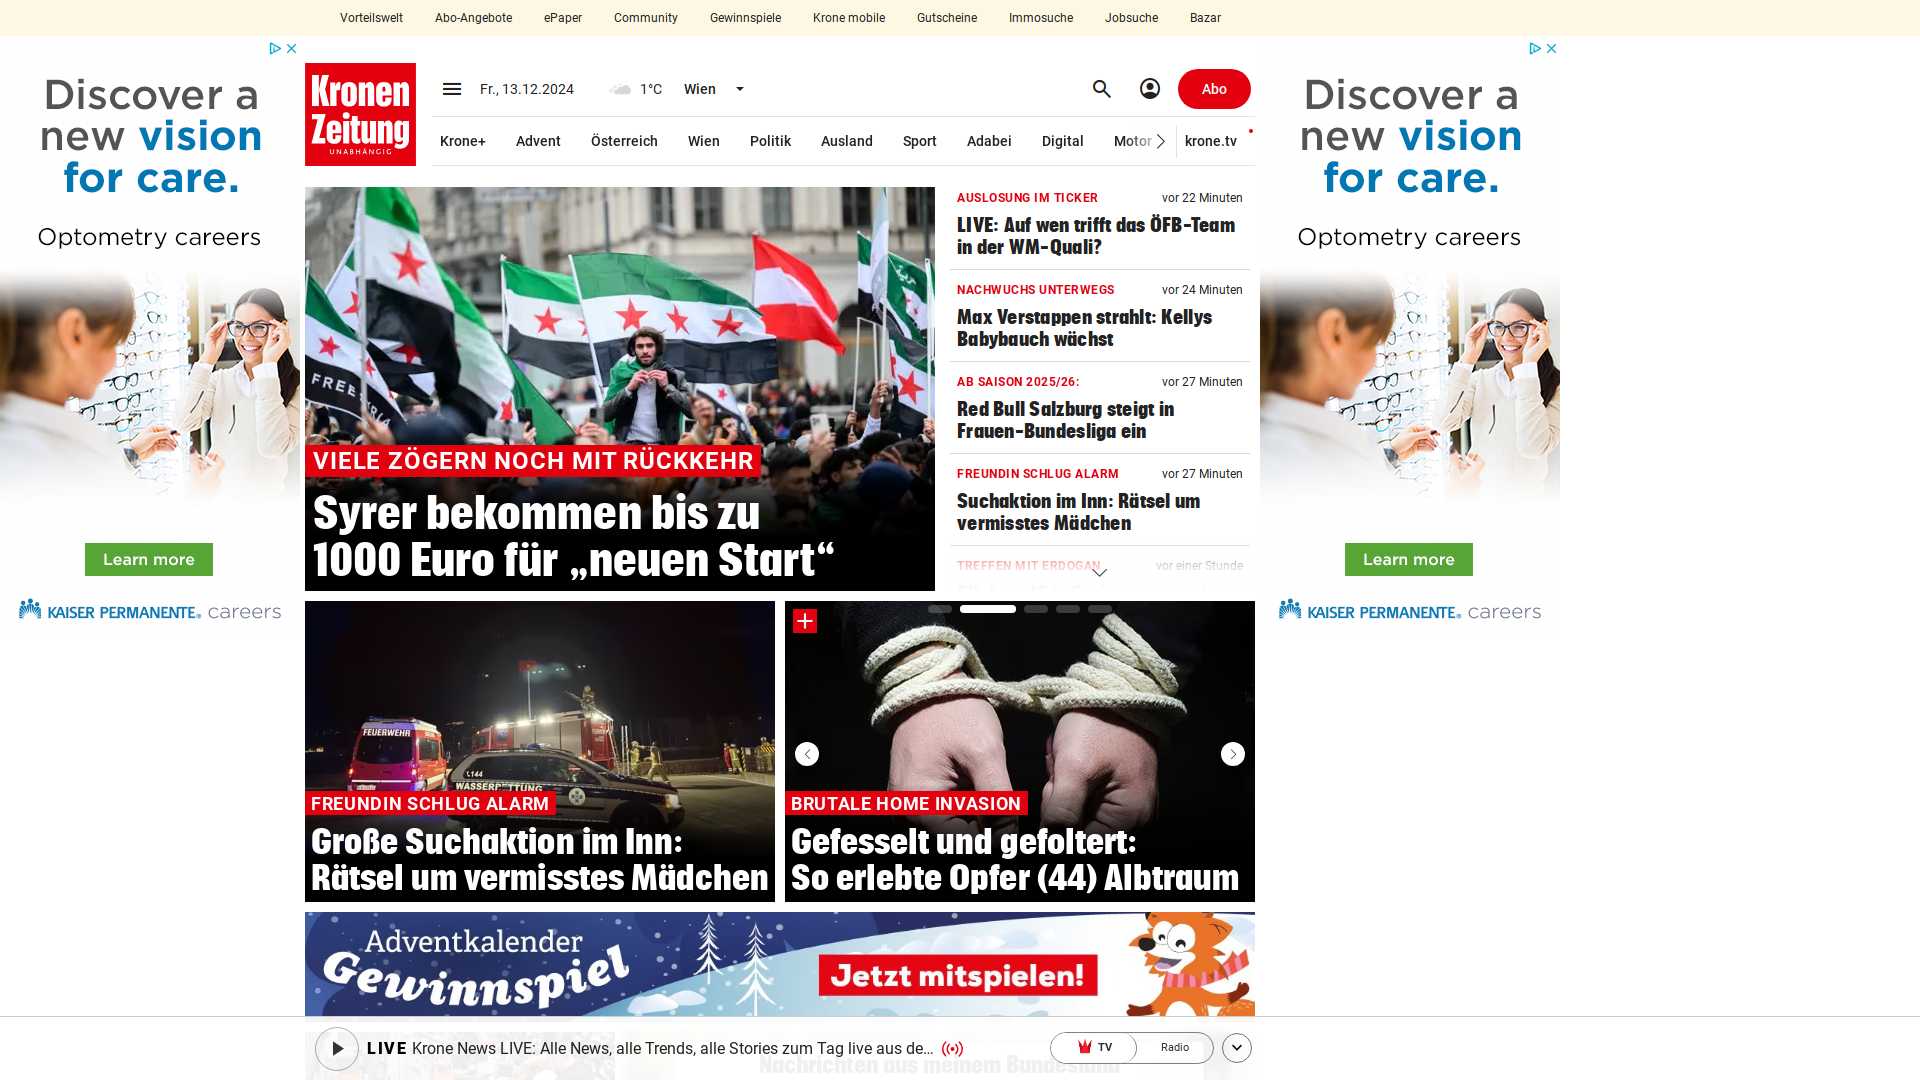 Vorteilswelt
Abo-Angebote
ePaper
Community
Gewinnspiele
Krone mobile
Gutscheine
Immosuche
Jobsuche
Bazar
Discover a
new vision
for care.
Optometry careers
Learn more
KAISER PERMANENTE® careers
Kronen
Zeitung
UNABHÄNGIG
Fr., 13.12.2024
1°C
Wien
Abo
Krone+
Advent
Österreich
Wien
Politik
Ausland
Sport
Adabei
Digital
Motor
krone.tv
FREE
VIELE ZÖGERN NOCH MIT RÜCKKEHR
Syrer bekommen bis zu
1000 Euro für „neuen Start“
AUSLOSUNG IM TICKER
vor 22 Minuten
LIVE: Auf wen trifft das ÖFB-Team
in der WM-Quali?
NACHWUCHS UNTERWEGS
vor 24 Minuten
Max Verstappen strahlt: Kellys
Babybauch wächst
AB SAISON 2025/26:
vor 27 Minuten
Red Bull Salzburg steigt in
Frauen-Bundesliga ein
FREUNDIN SCHLUG ALARM
vor 27 Minuten
Suchaktion im Inn: Rätsel um
vermisstes Mädchen
TREFFEN MIT ERDOGAN
vor einer Stunde
FEUERWEHR
144
WASSERRETTUNG
FREUNDIN SCHLUG ALARM
Große Suchaktion im Inn:
Rätsel um vermisstes Mädchen
BRUTALE HOME INVASION
Gefesselt und gefoltert:
So erlebte Opfer (44) Albtraum
Discover a
new vision
for care.
Optometry careers
Learn more
KAISER PERMANENTE® careers
Adventkalender
Gewinnspiel
Jetzt mitspielen!
LIVE Krone News LIVE: Alle News, alle Trends, alle Stories zum Tag live aus de...
TV
Radio
Nachrichten aus meinem Bundesland